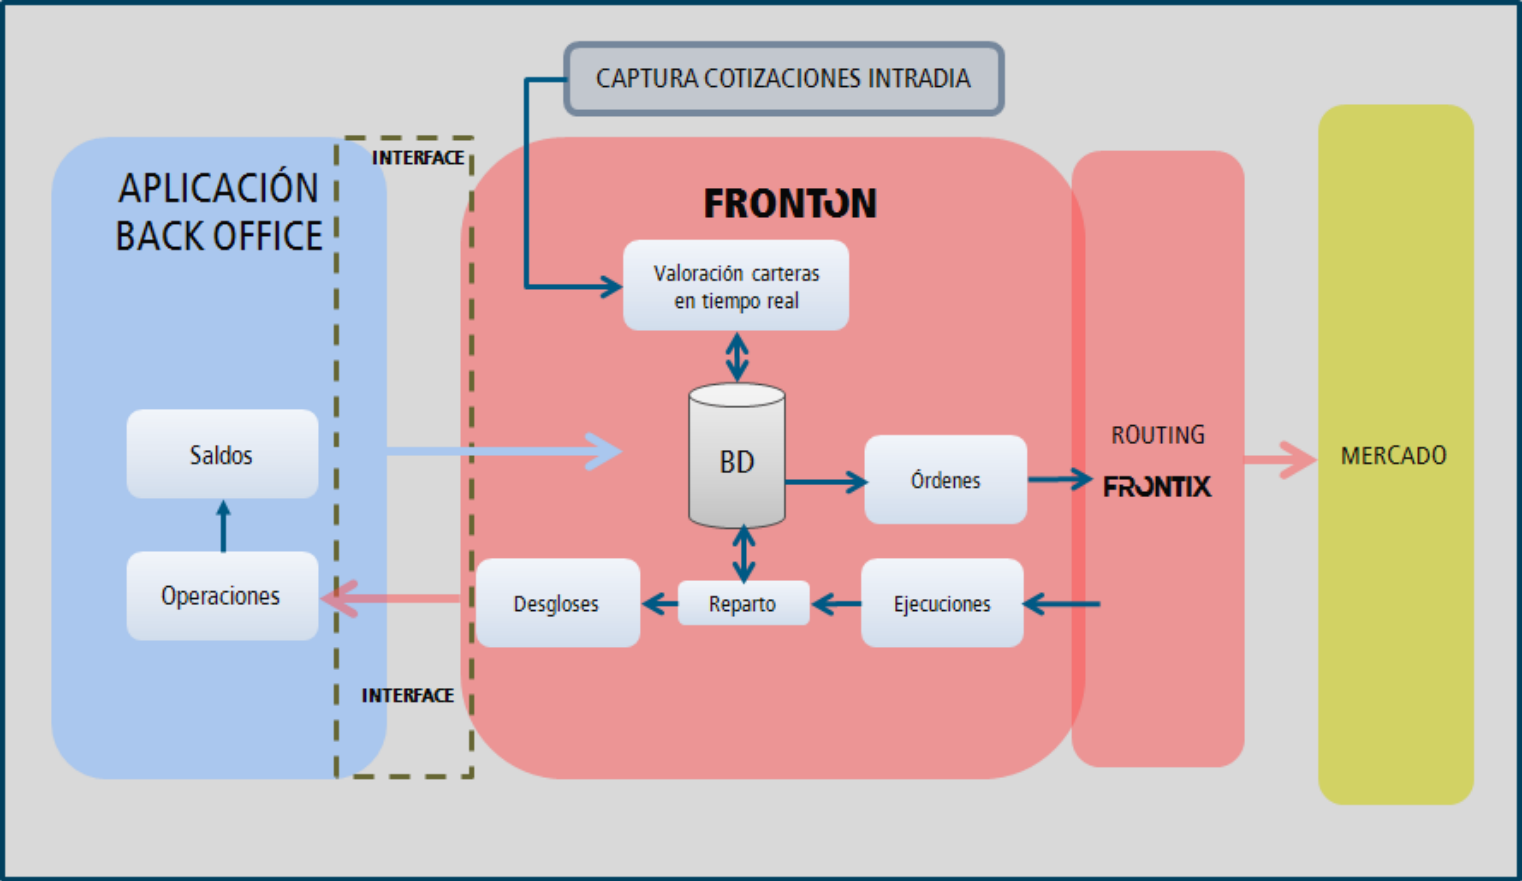 CAPTURA COTIZACIONES INTRADIA
APLICACIÓN
BACK OFFICE
INTERFACE
FRONTON
Valoración carteras
en tiempo real
Saldos
BD
Órdenes
ROUTING
FRONTIX
MERCADO
Operaciones
Desgloses
Reparto
Ejecuciones
INTERFACE